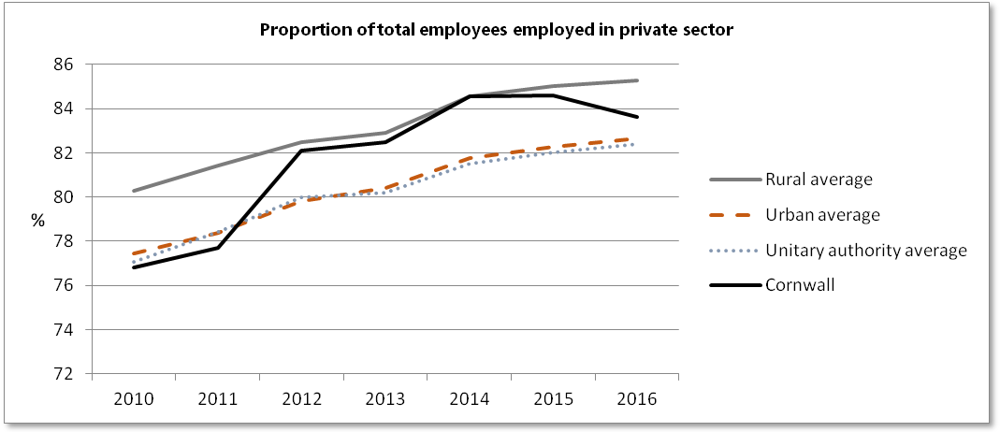 Proportion of total employees employed in private sector
86
84
82
80
78
76
74
72
%
2010 2011 2012 2013 2014 2015 2016
Rural average
Urban average
Unitary authority average
Cornwall